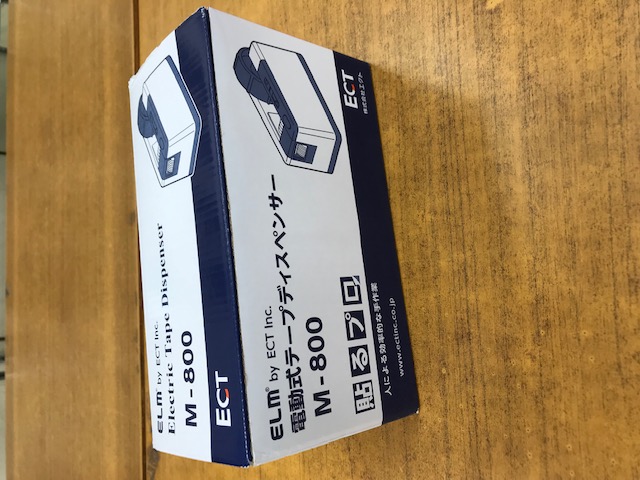 ELM® by ECT Inc.
Electric Tape Dispenser
M-800
ECT
ELM® by ECT Inc.
電動式テープディスペンサー
M-800
貼るプロ
人による効率的な手作業
www.ectinc.co.jp
ECT
株式会社エクト